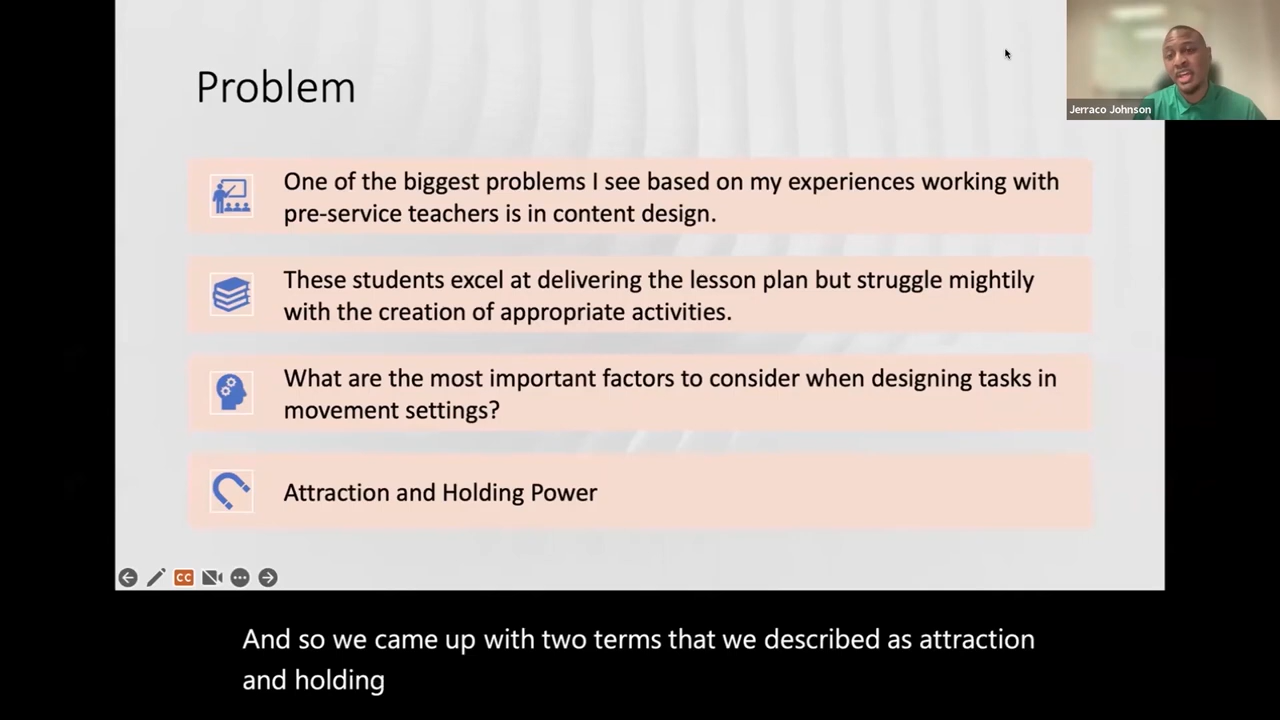 Problem
Jerraco Johnson
One of the biggest problems I see based on my experiences working with
pre-service teachers is in content design.
These students excel at delivering the lesson plan but struggle mightily
with the creation of appropriate activities.
What are the most important factors to consider when designing tasks in
movement settings?
Attraction and Holding Power
CC
And so we came up with two terms that we described as attraction
and holding